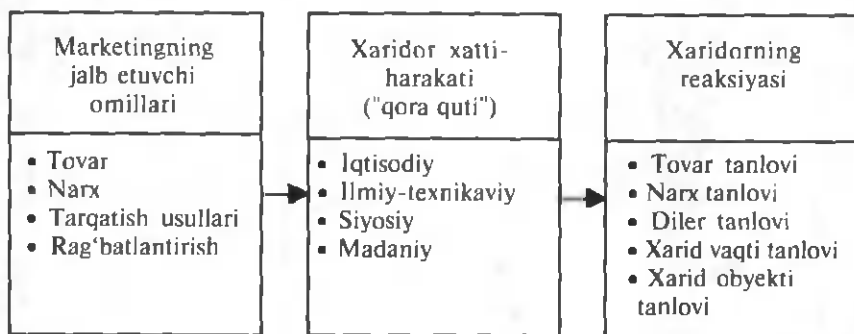 Marketingning
jalb etuvchi
omillari
• Tovar
• Narx
• Tarqatish usullari
• Rag‘batlantirish
Xaridor xatti-
harakati
("qora quti")
• Iqtisodiy
• Ilmiy-texnikaviy
• Siyosiy
• Madaniy
Xaridorning
reaksiyasi
• Tovar tanlovi
• Narx tanlovi
• Diler tanlovi
• Xarid vaqti tanlovi
• Xarid obyekti
tanlovi